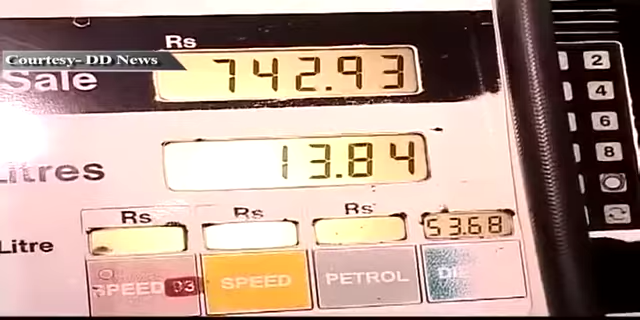 Rs
Courtesy- DD News
Sale 742.93
Litres 13.84
Rs Rs Rs 53.68
Litre
SPEED 93 SPEED PETROL
2
4
6
8